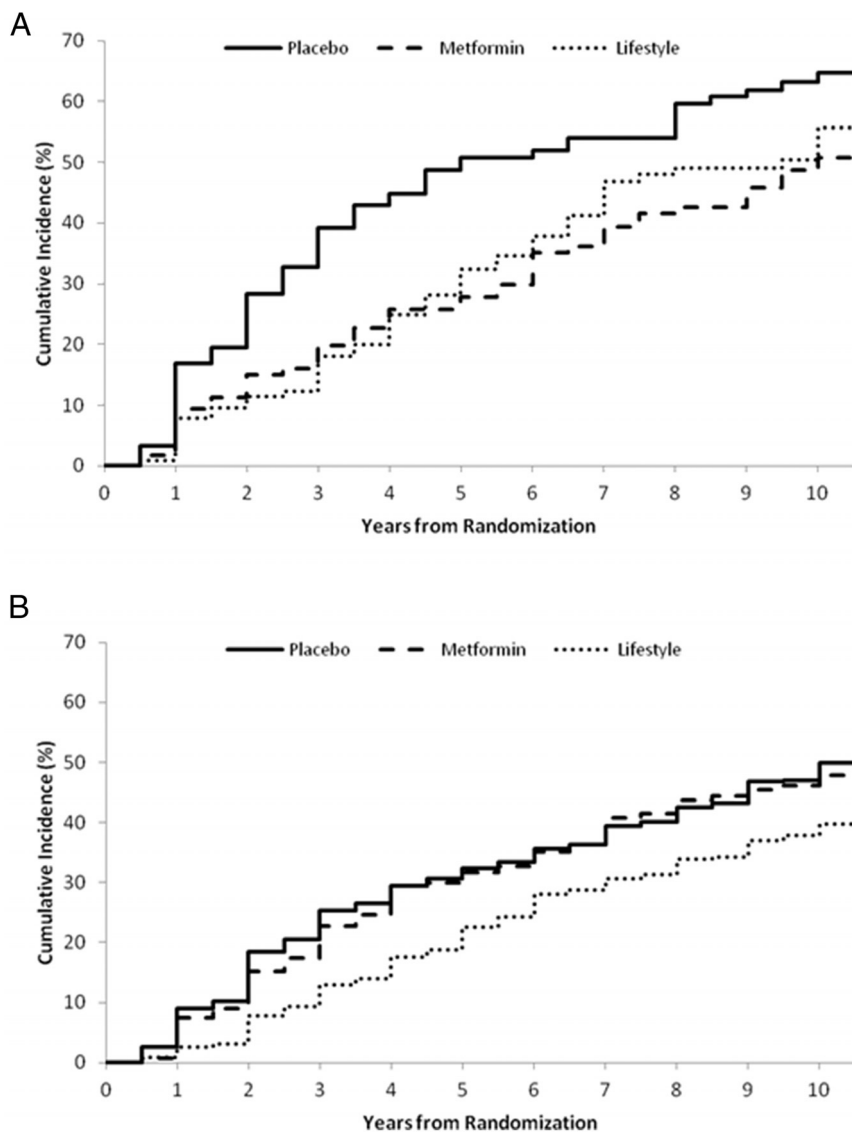 A
70
60
50
40
30
20
10
0
Cumulative Incidence (%)
Placebo Metformin Lifestyle
0 1 2 3 4 5 6 7 8 9 10
Years from Randomization
B
70
60
50
40
30
20
10
0
Cumulative Incidence (%)
Placebo Metformin Lifestyle
0 1 2 3 4 5 6 7 8 9 10
Years from Randomization